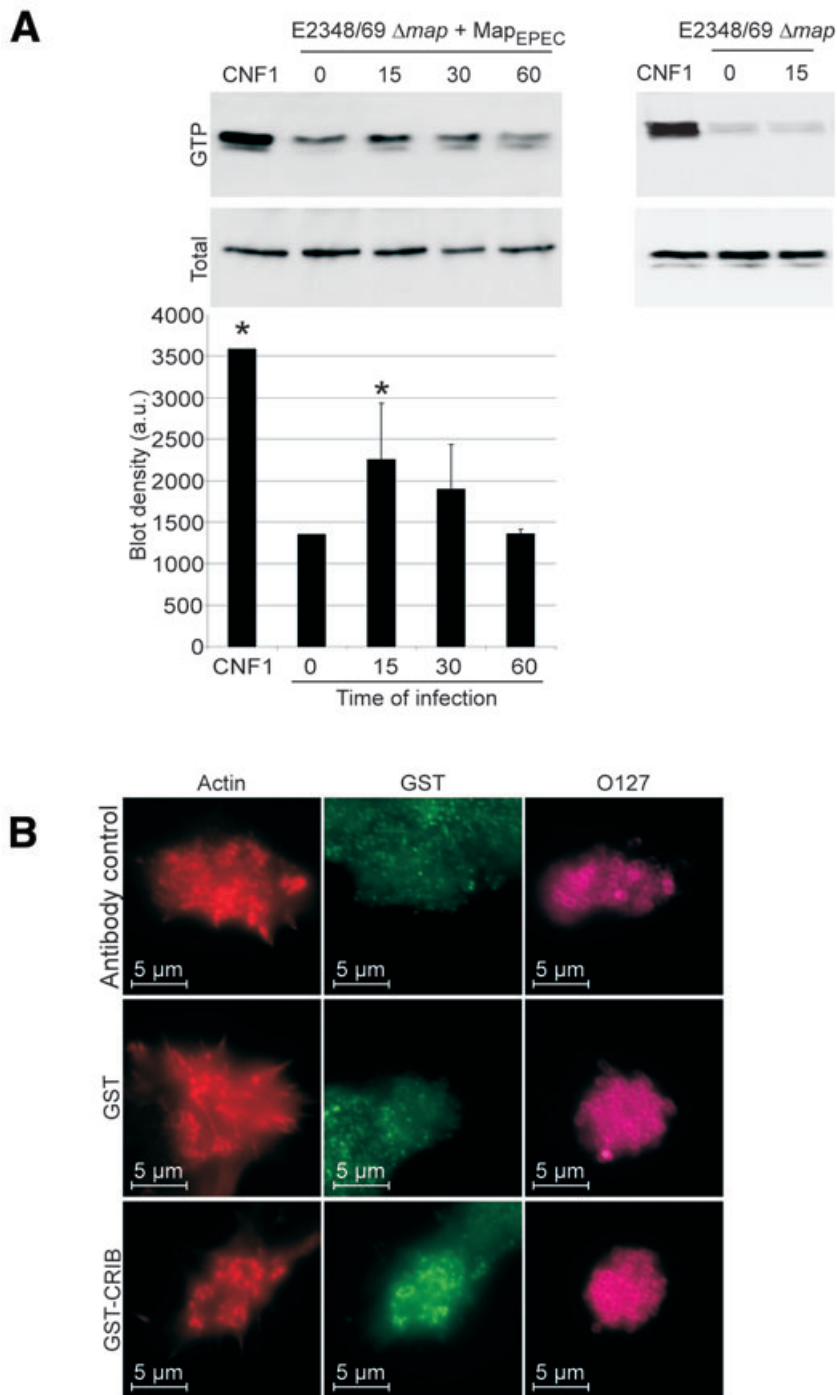 A
E2348/69 Δmap + MapEPEC
E2348/69 Δmap
CNF1 0 15 30 60
CNF1 0 15
GTP
Total
Blot density (a.u.)
4000
3500
3000
2500
2000
1500
1000
500
0
*
*
CNF1 0 15 30 60
Time of infection
B
Actin GST O127
Antibody control
5 μm 5 μm 5 μm
GST
5 μm 5 μm 5 μm
GST-CRIB
5 μm 5 μm 5 μm